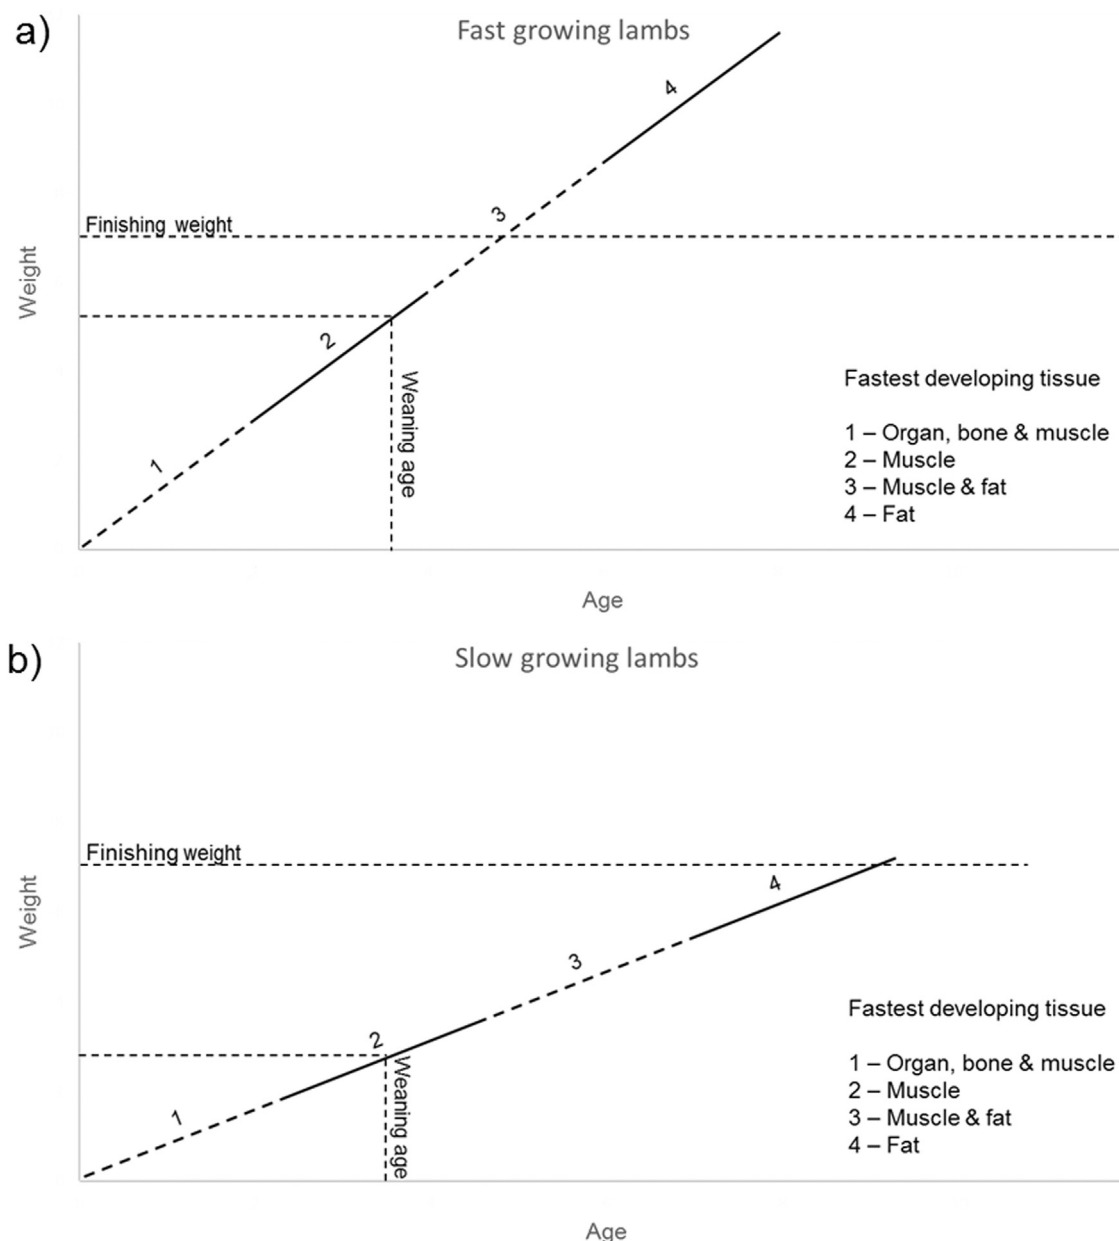 a)
Fast growing lambs
4
3
Finishing weight
Weight
2
Weaning age
1
Fastest developing tissue
1 – Organ, bone & muscle
2 – Muscle
3 – Muscle & fat
4 – Fat
Age
b)
Slow growing lambs
Finishing weight
4
Weight
3
2
Weaning age
1
Fastest developing tissue
1 – Organ, bone & muscle
2 – Muscle
3 – Muscle & fat
4 – Fat
Age